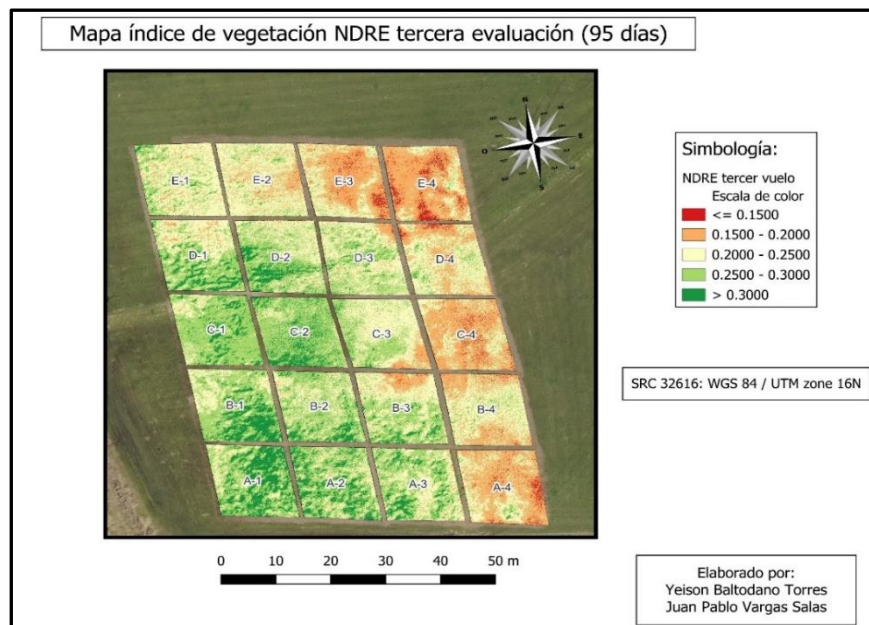 Mapa índice de vegetación NDRE tercera evaluación (95 días)
N
E
S
O
E-1 E-2 E-3 E-4
D-1 D-2 D-3 D-4
C-1 C-2 C-3 C-4
B-1 B-2 B-3 B-4
A-1 A-2 A-3 A-4
Simbología:
NDRE tercer vuelo
Escala de color
<= 0.1500
0.1500 - 0.2000
0.2000 - 0.2500
0.2500 - 0.3000
> 0.3000
SRC 32616: WGS 84 / UTM zone 16N
0 10 20 30 40 50 m
Elaborado por:
Yeison Baltodano Torres
Juan Pablo Vargas Salas